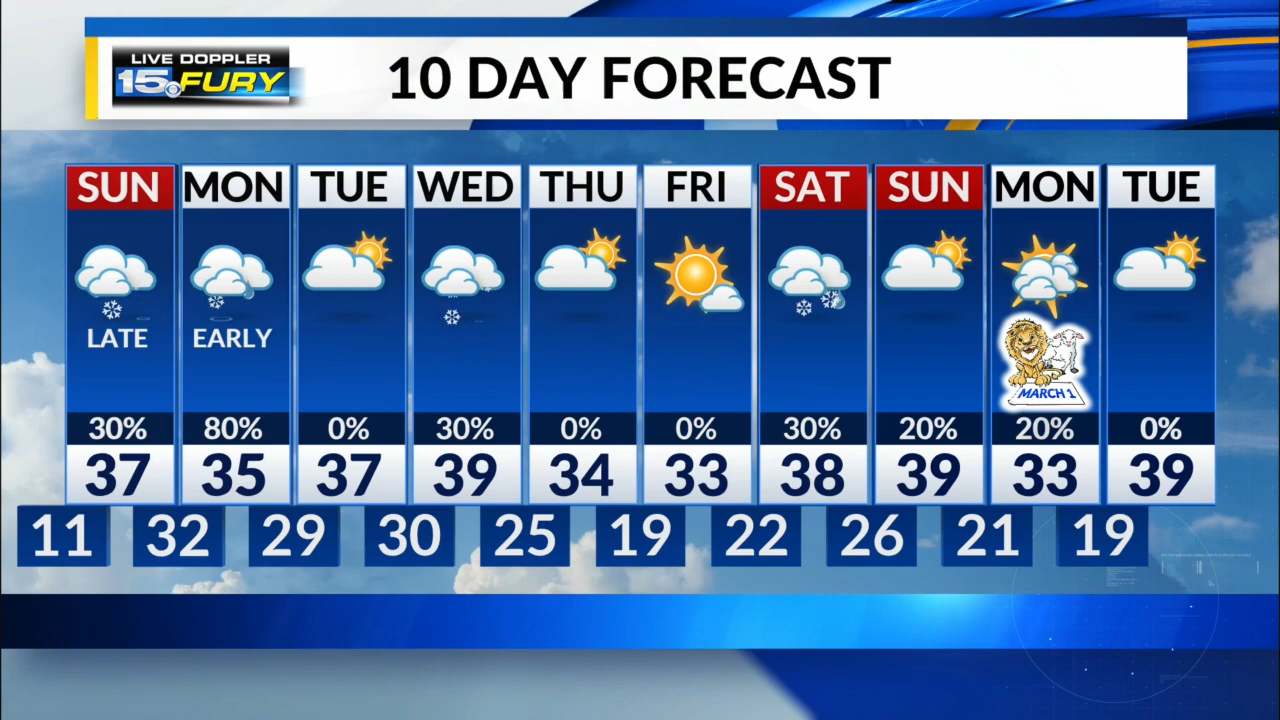 LIVE DOPPLER
15 FURY
10 DAY FORECAST
SUN MON TUE WED THU FRI SAT SUN MON TUE
LATE EARLY
MARCH 1
30% 80% 0% 30% 0% 0% 30% 20% 20% 0%
37 35 37 39 34 33 38 39 33 39
11 32 29 30 25 19 22 26 21 19